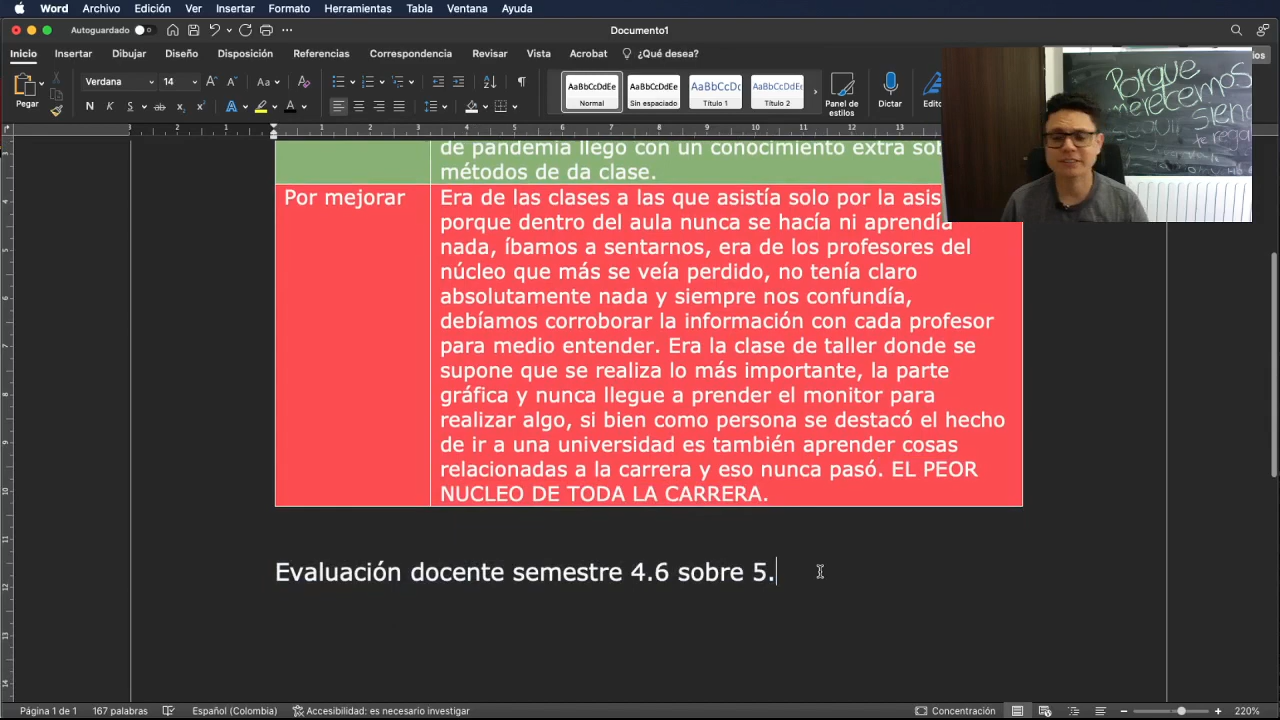 Word Archivo Edición Ver Insertar Formato Herramientas Tabla Ventana Ayuda
Autoguardado Documento1
Inicio Insertar Dibujar Diseño Disposición Referencias Correspondencia Revisar Vista Acrobat ¿Qué desea?
Pegar
Verdana 14
N K S ab x
AaBbCcDdEe AaBbCcDdEe AaBbCcDc AaBbCcDdEe
Normal Sin espaciado Título 1 Título 2
Panel de
estilos
Dictar
Porque
merecemos
de pandemia llego con un conocimiento extra
métodos de da clase.
Por mejorar
Era de las clases a las que asistía solo por la
porque dentro del aula nunca se hacía ni aprendía
nada, íbamos a sentarnos, era de los profesores del
núcleo que más se veía perdido, no tenía claro
absolutamente nada y siempre nos confundía,
debíamos corroborar la información con cada profesor
para medio entender. Era la clase de taller donde se
supone que se realiza lo más importante, la parte
gráfica y nunca llegue a prender el monitor para
realizar algo, si bien como persona se destacó el hecho
de ir a una universidad es también aprender cosas
relacionadas a la carrera y eso nunca pasó. EL PEOR
NUCLEO DE TODA LA CARRERA.
Evaluación docente semestre 4.6 sobre 5.
Página 1 de 1 167 palabras Español (Colombia) Accesibilidad: es necesario investigar Concentración 220%